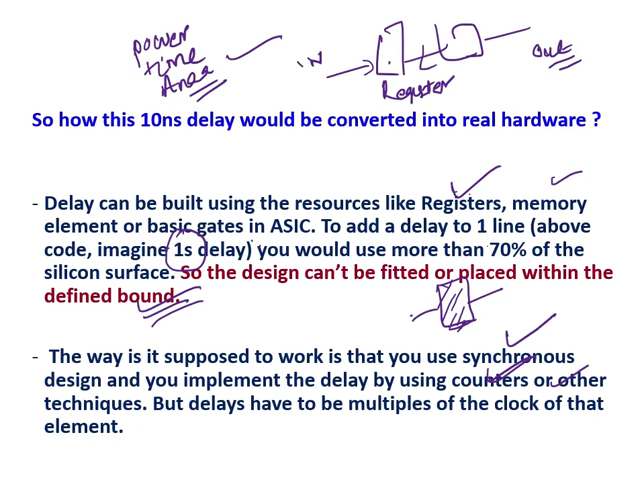 power
time
Area
IN
Register
out
So how this 10ns delay would be converted into real hardware ?
- Delay can be built using the resources like Registers, memory
element or basic gates in ASIC. To add a delay to 1 line (above
code, imagine 1s delay) you would use more than 70% of the
silicon surface. So the design can’t be fitted or placed within the
defined bound.
- The way is it supposed to work is that you use synchronous
design and you implement the delay by using counters or other
techniques. But delays have to be multiples of the clock of that
element.